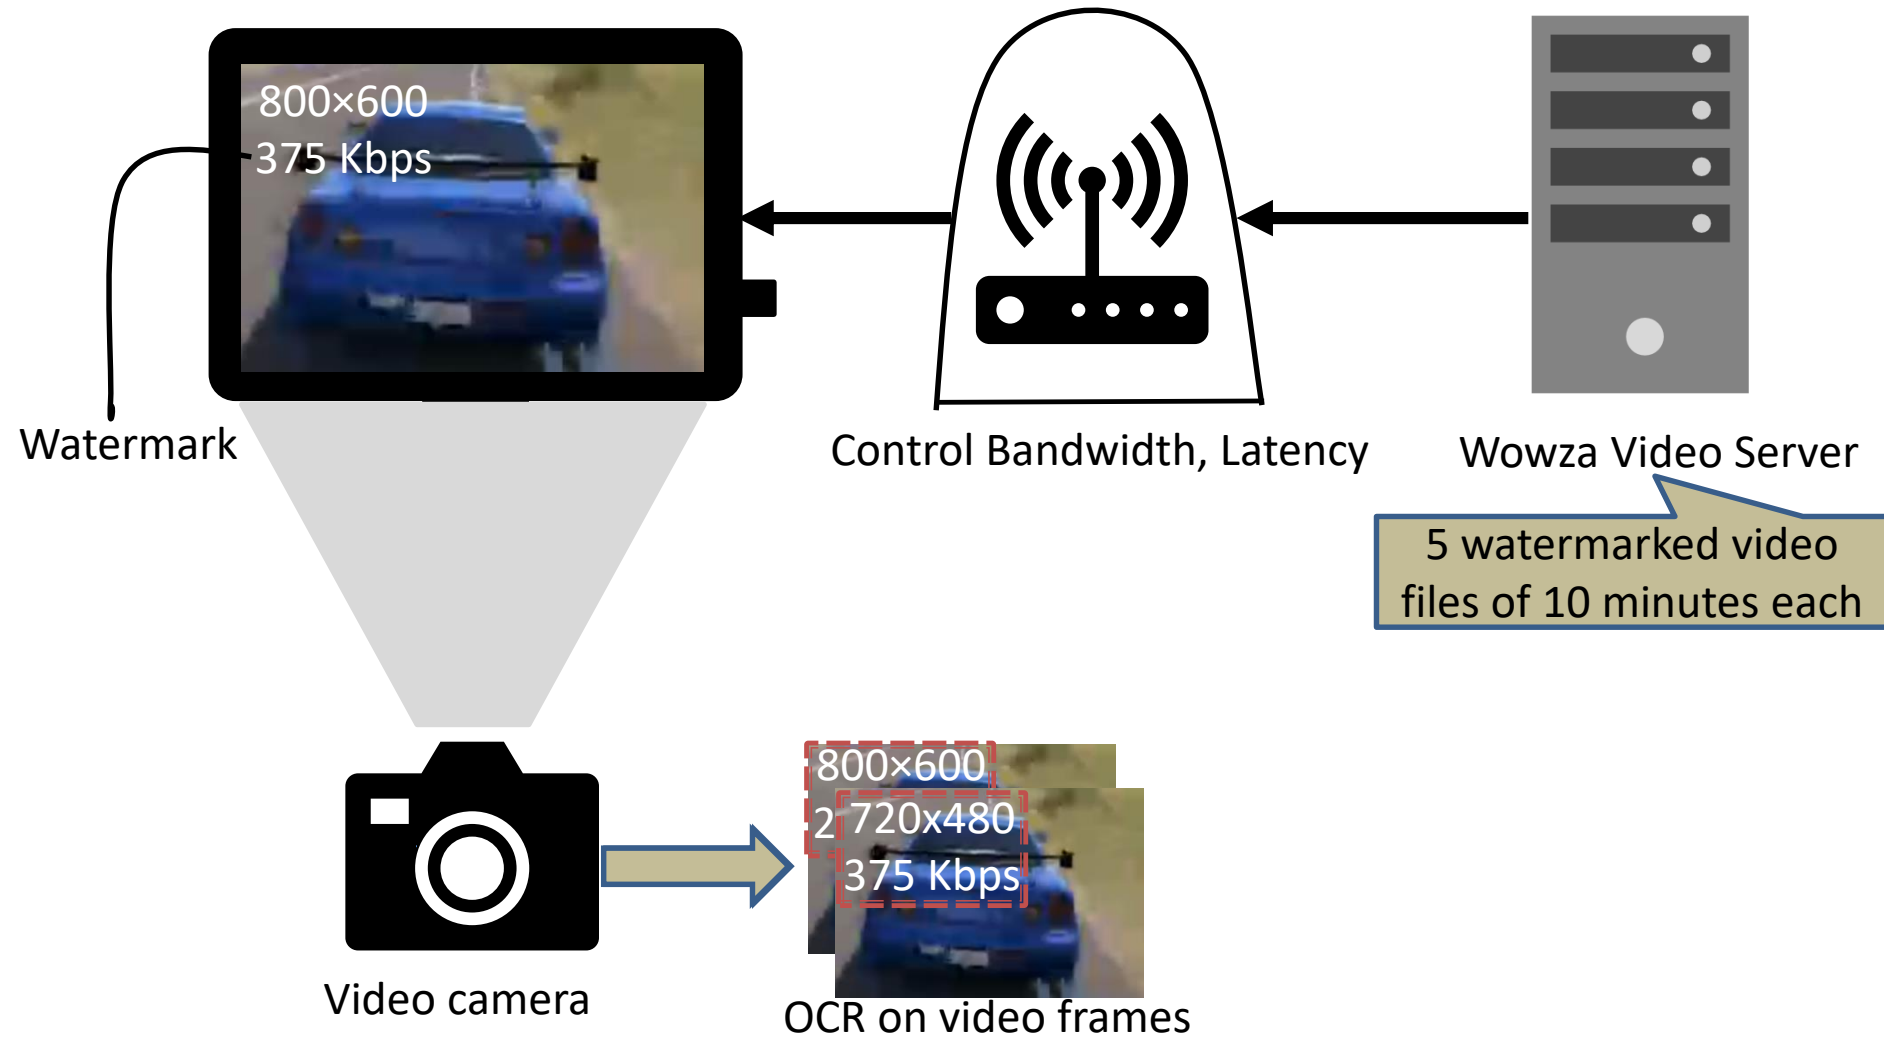 800×600
375 Kbps
Watermark
Control Bandwidth, Latency
Wowza Video Server
5 watermarked video
files of 10 minutes each
800×600
2
720x480
375 Kbps
Video camera
OCR on video frames